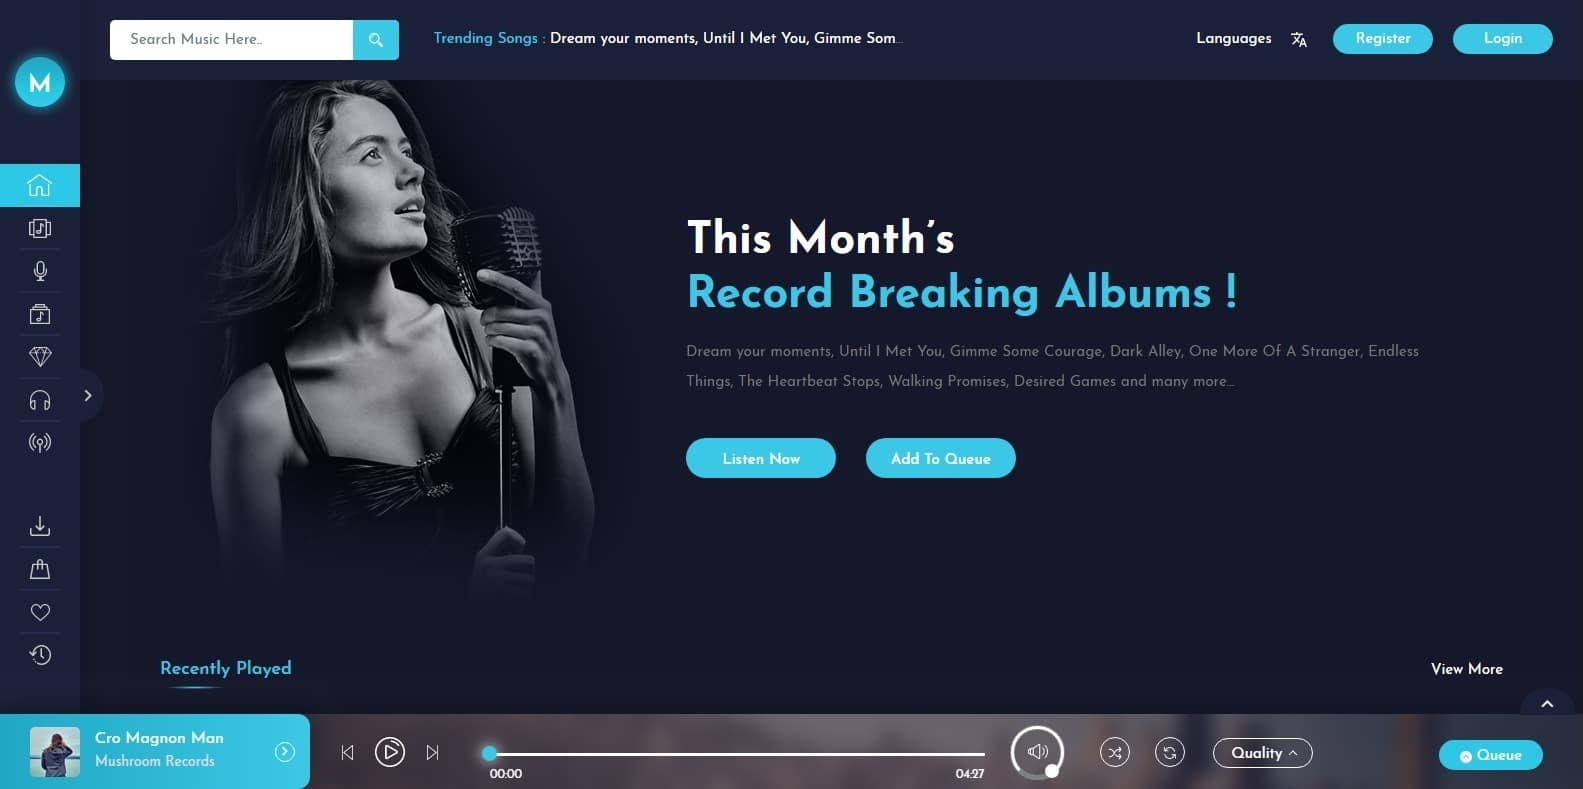 Search Music Here..
Trending Songs : Dream your moments, Until I Met You, Gimme Som...
Languages
Register
Login
M
This Month's
Record Breaking Albums !
Dream your moments, Until I Met You, Gimme Some Courage, Dark Alley, One More Of A Stranger, Endless
Things, The Heartbeat Stops, Walking Promises, Desired Games and many more...
Listen Now
Add To Queue
Recently Played
View More
Cro Magnon Man
Mushroom Records
00:00
04:27
Quality
Queue